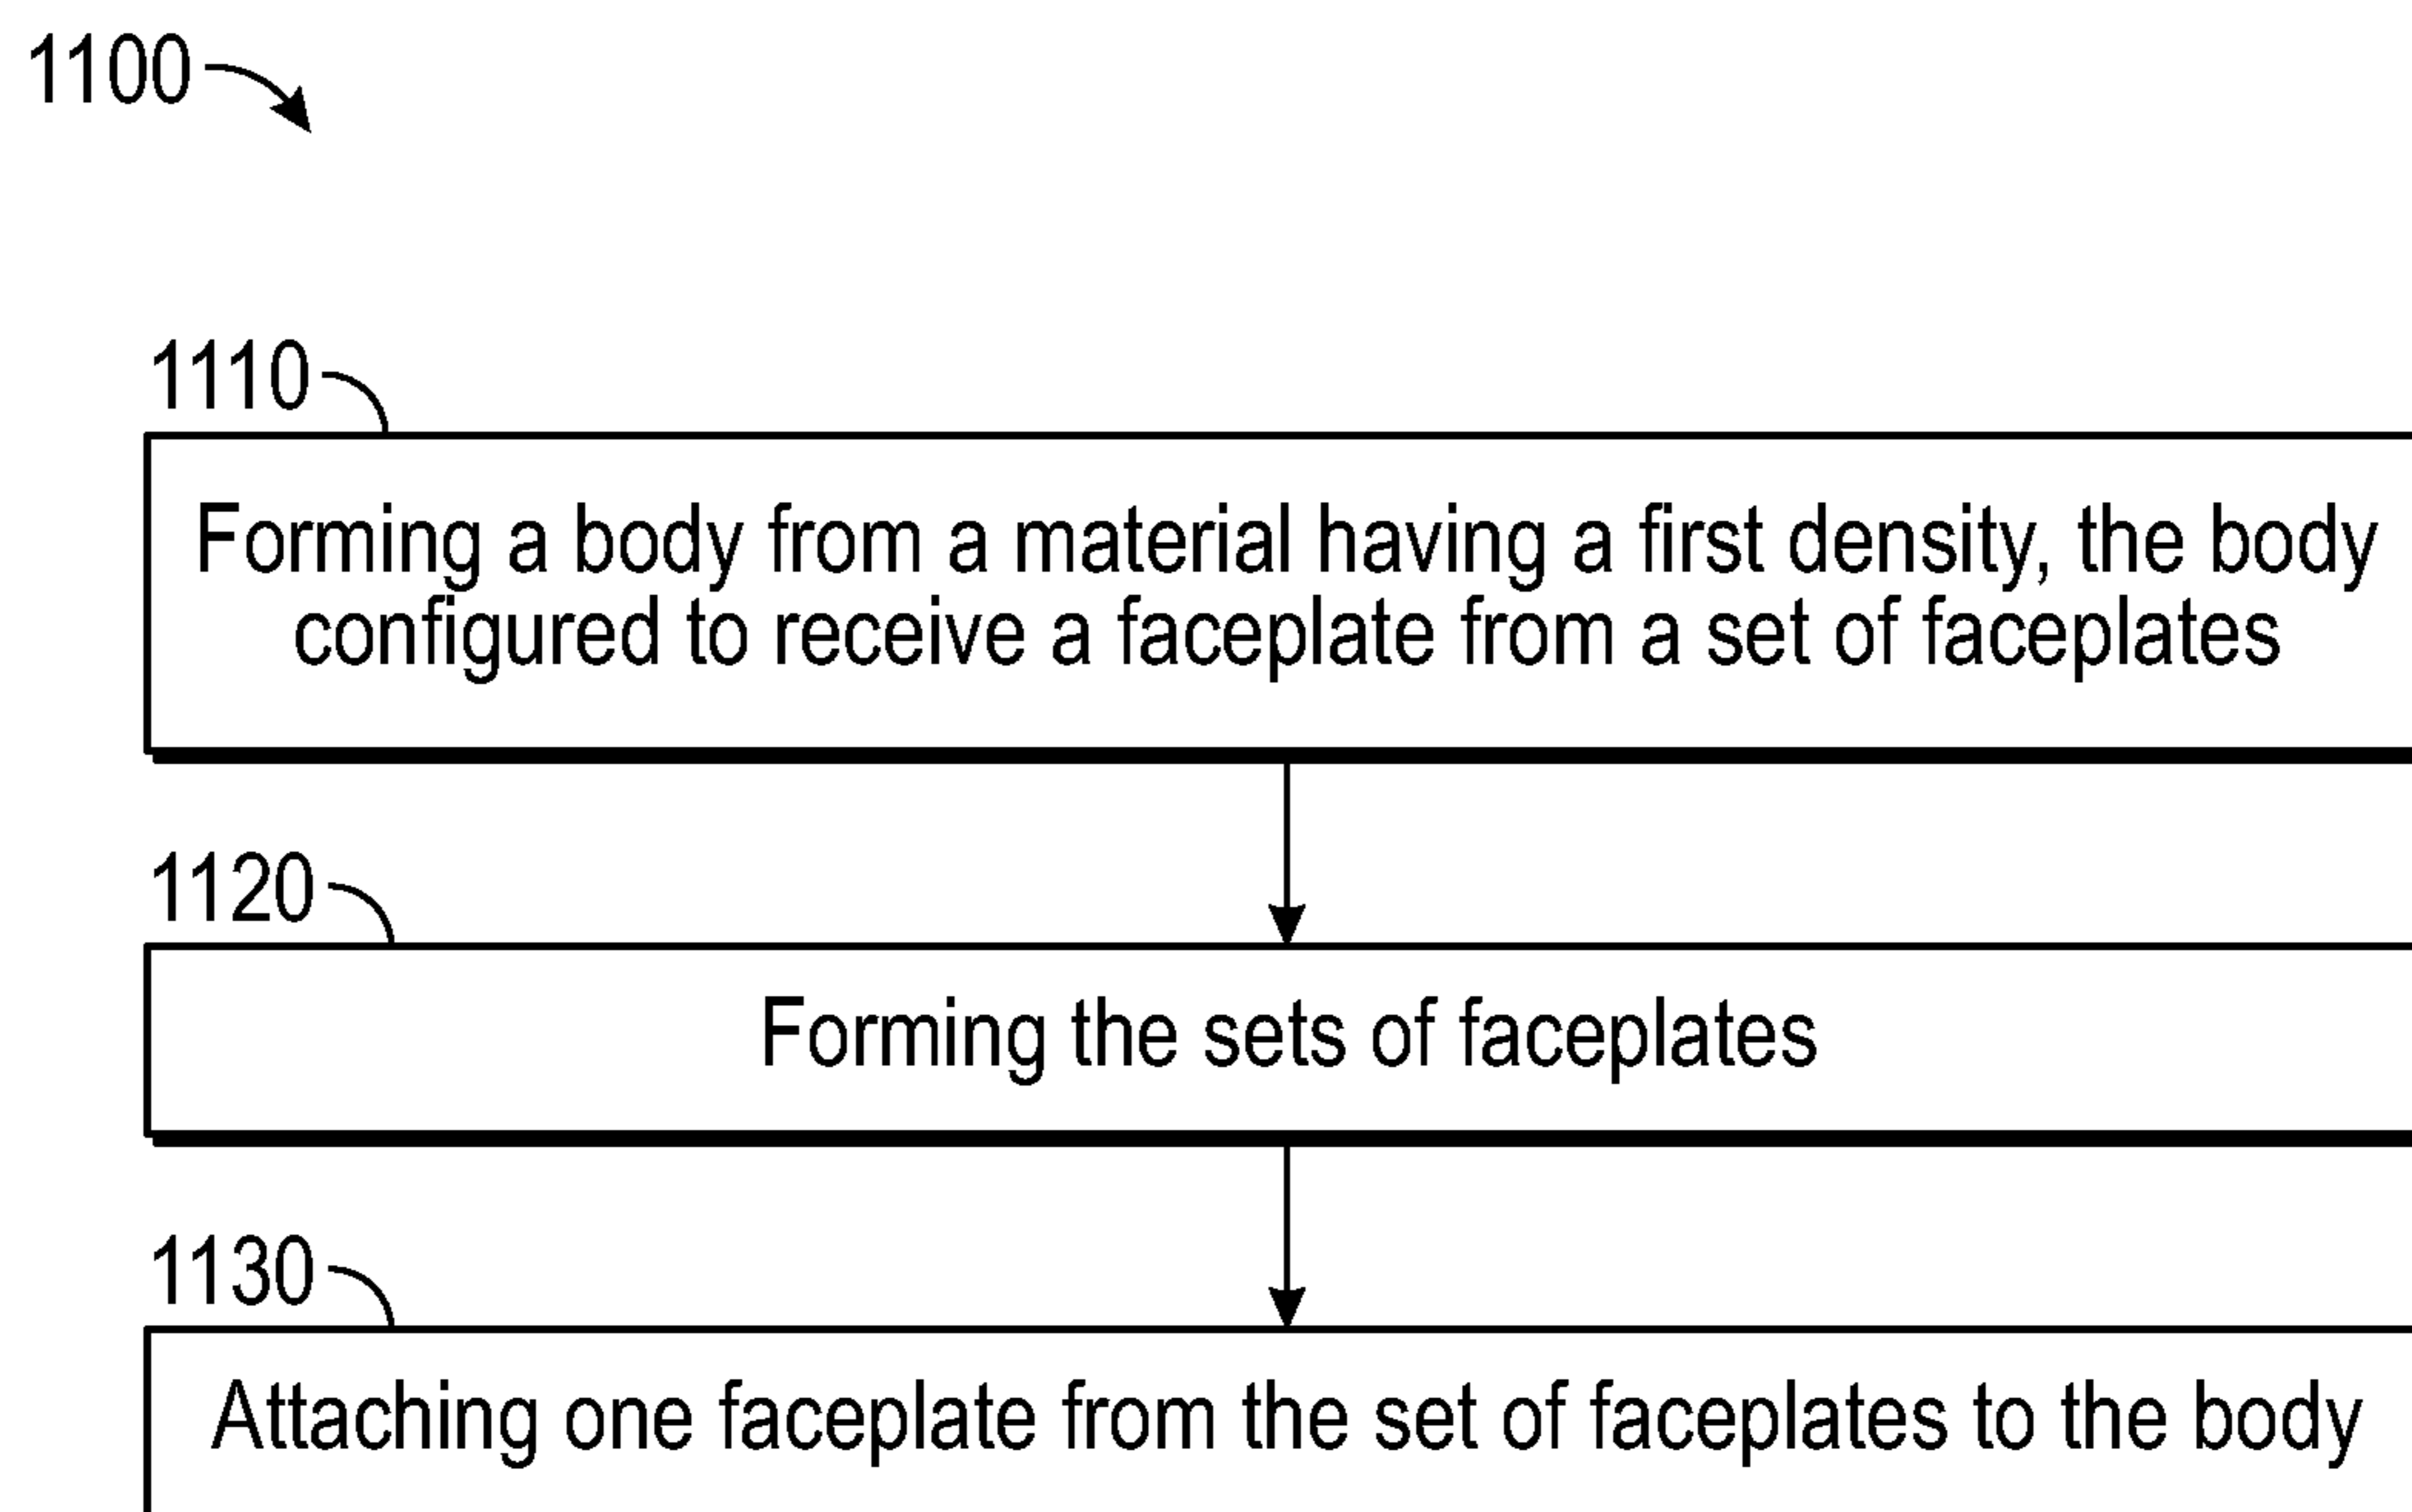 1100
1110
Forming a body from a material having a first density, the body
configured to receive a faceplate from a set of faceplates
1120
Forming the sets of faceplates
1130
Attaching one faceplate from the set of faceplates to the body